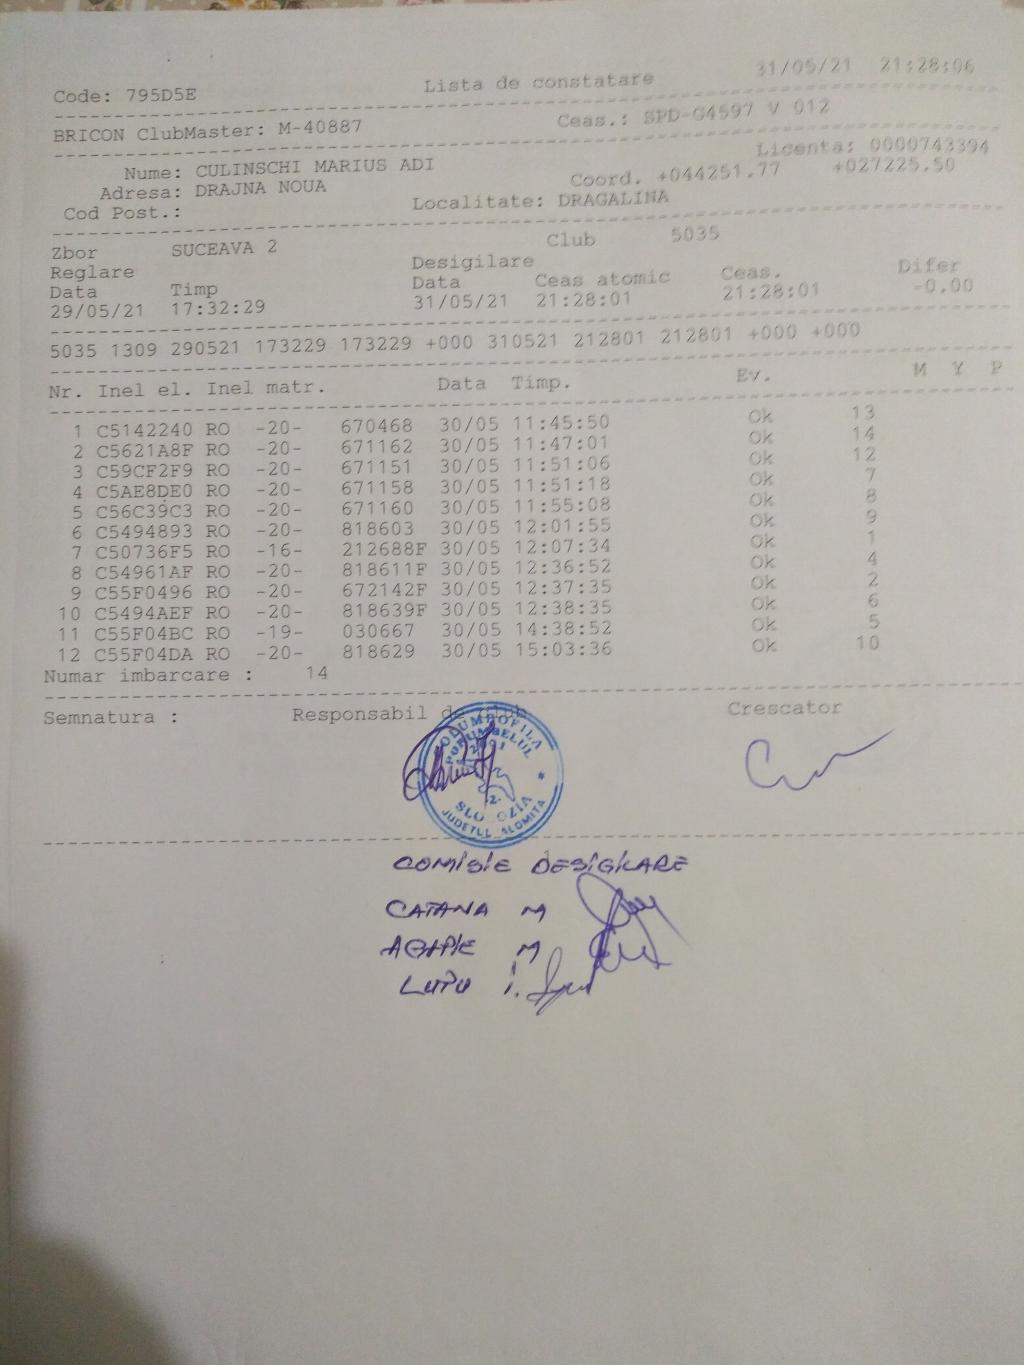 31/05/21 21:28:06
Code: 795D5E Lista de constatare
BRICON ClubMaster: M-40887 Ceas.: SPD-G4597 V 012
Licenta: 0000743394
Nume: CULINSCHI MARIUS ADI
Coord. +044251.77 +027225.50
Adresa: DRAJNA NOUA
Cod Post.: Localitate: DRAGALINA
Zbor SUCEAVA 2 Club 5035
Reglare Desigilare
Data Timp Data Ceas atomic Ceas. Difer
29/05/21 17:32:29 31/05/21 21:28:01 21:28:01 -0.00
5035 1309 290521 173229 173229 +000 310521 212801 212801 +000 +000
Nr. Inel el. Inel matr. Data Timp. Ev. M Y P
1 C5142240 RO -20- 670468 30/05 11:45:50 Ok 13
2 C5621A8F RO -20- 671162 30/05 11:47:01 Ok 14
3 C59CF2F9 RO -20- 671151 30/05 11:51:06 Ok 12
4 C5AE8DE0 RO -20- 671158 30/05 11:51:18 Ok 7
5 C56C39C3 RO -20- 671160 30/05 11:55:08 Ok 8
6 C5494893 RO -20- 818603 30/05 12:01:55 Ok 9
7 C50736F5 RO -16- 212688F 30/05 12:07:34 Ok 1
8 C54961AF RO -20- 818611F 30/05 12:36:52 Ok 4
9 C55F0496 RO -20- 672142F 30/05 12:37:35 Ok 2
10 C5494AEF RO -20- 818639F 30/05 12:38:35 Ok 6
11 C55F04BC RO -19- 030667 30/05 14:38:52 Ok 5
12 C55F04DA RO -20- 818629 30/05 15:03:36 Ok 10
Numar imbarcare : 14
Semnatura : Responsabil de club Crescator
PORUMBELUL
SLOBOZIA
JUDETUL IALOMITA
COMISIE DESIGILARE
CATANA M
AGAPIE M
LUPU I.